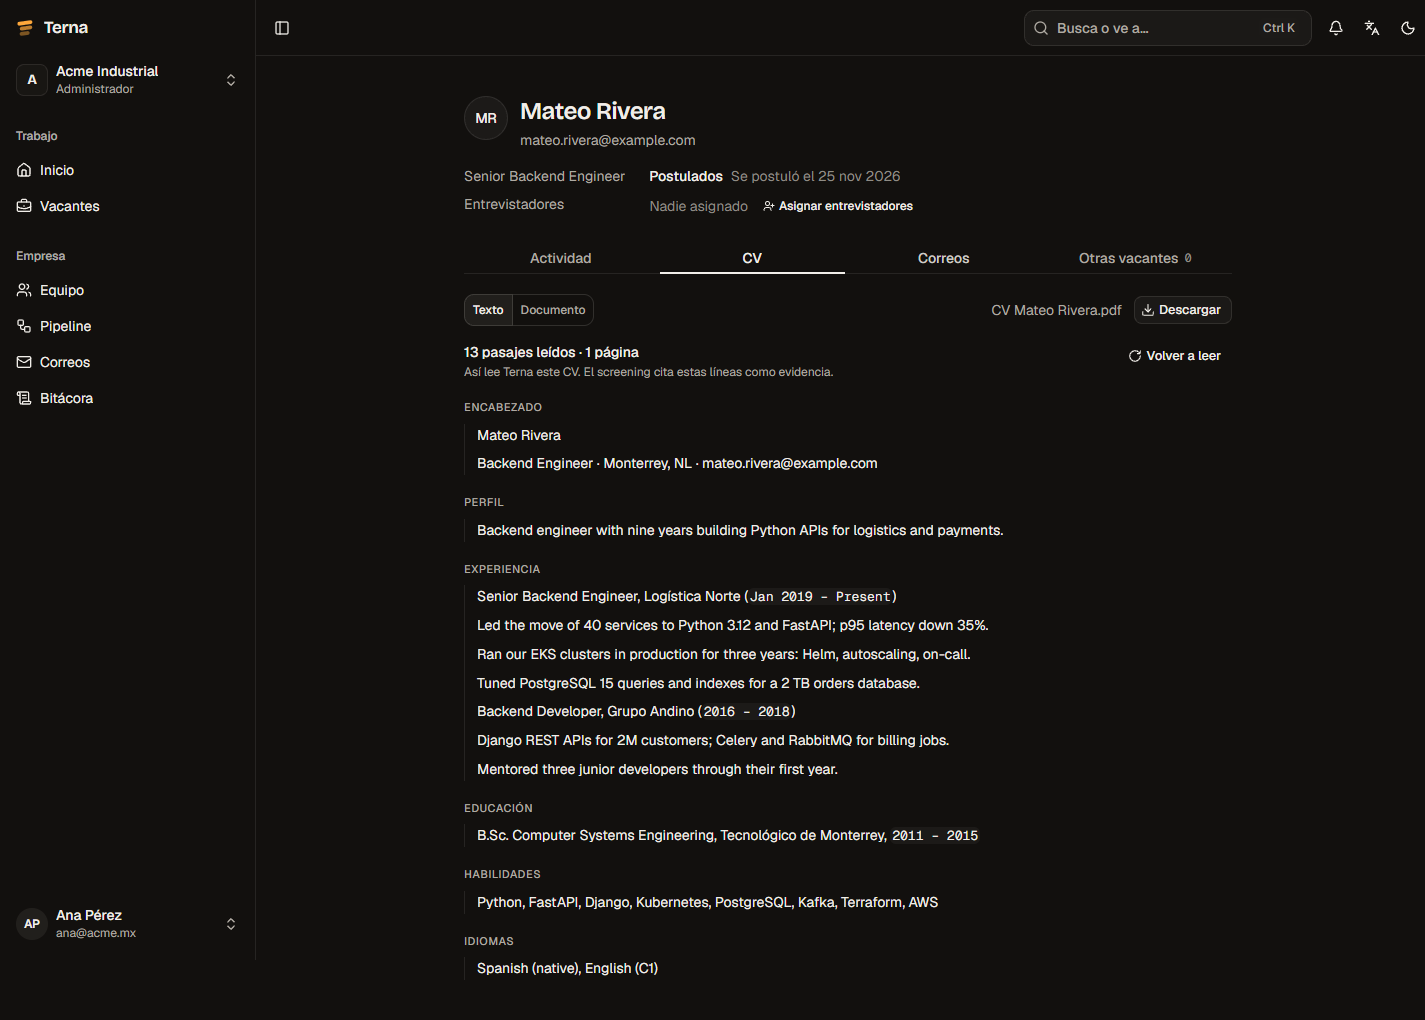 Terna
Busca o ve a... Ctrl K
A
Acme Industrial
Administrador
Trabajo
Inicio
Vacantes
Empresa
Equipo
Pipeline
Correos
Bitácora
AP
Ana Pérez
ana@acme.mx
MR
Mateo Rivera
mateo.rivera@example.com
Senior Backend Engineer Postulados Se postuló el 25 nov 2026
Entrevistadores Nadie asignado Asignar entrevistadores
Actividad CV Correos Otras vacantes 0
Texto Documento CV Mateo Rivera.pdf Descargar
13 pasajes leídos · 1 página
Volver a leer
Así lee Terna este CV. El screening cita estas líneas como evidencia.
ENCABEZADO
Mateo Rivera
Backend Engineer · Monterrey, NL · mateo.rivera@example.com
PERFIL
Backend engineer with nine years building Python APIs for logistics and payments.
EXPERIENCIA
Senior Backend Engineer, Logística Norte (Jan 2019 – Present)
Led the move of 40 services to Python 3.12 and FastAPI; p95 latency down 35%.
Ran our EKS clusters in production for three years: Helm, autoscaling, on-call.
Tuned PostgreSQL 15 queries and indexes for a 2 TB orders database.
Backend Developer, Grupo Andino (2016 – 2018)
Django REST APIs for 2M customers; Celery and RabbitMQ for billing jobs.
Mentored three junior developers through their first year.
EDUCACIÓN
B.Sc. Computer Systems Engineering, Tecnológico de Monterrey, 2011 – 2015
HABILIDADES
Python, FastAPI, Django, Kubernetes, PostgreSQL, Kafka, Terraform, AWS
IDIOMAS
Spanish (native), English (C1)